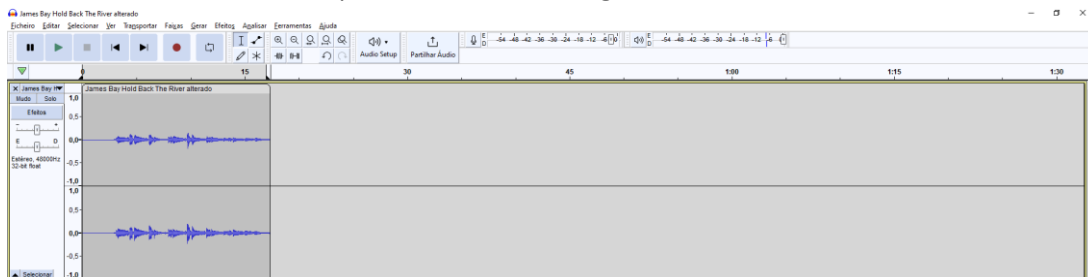 James Bay Hold Back The River alterado
Ficheiro Editar Selecionar Ver Transportar Faixas Gerar Efeitos Analisar Ferramentas Ajuda
Audio Setup Partilhar Áudio
E D -54 -48 -42 -36 -30 -24 -18 -12 -6 0
E D -54 -48 -42 -36 -30 -24 -18 -12 -6 0
0 15 30 45 1:00 1:15 1:30
James Bay H
James Bay Hold Back The River alterado
Mudo Solo
Efeitos
- +
E D
Estéreo, 48000Hz
32-bit float
Selecionar
1,0
0,5
0,0
-0,5
-1,0
1,0
0,5
0,0
-0,5
-1,0